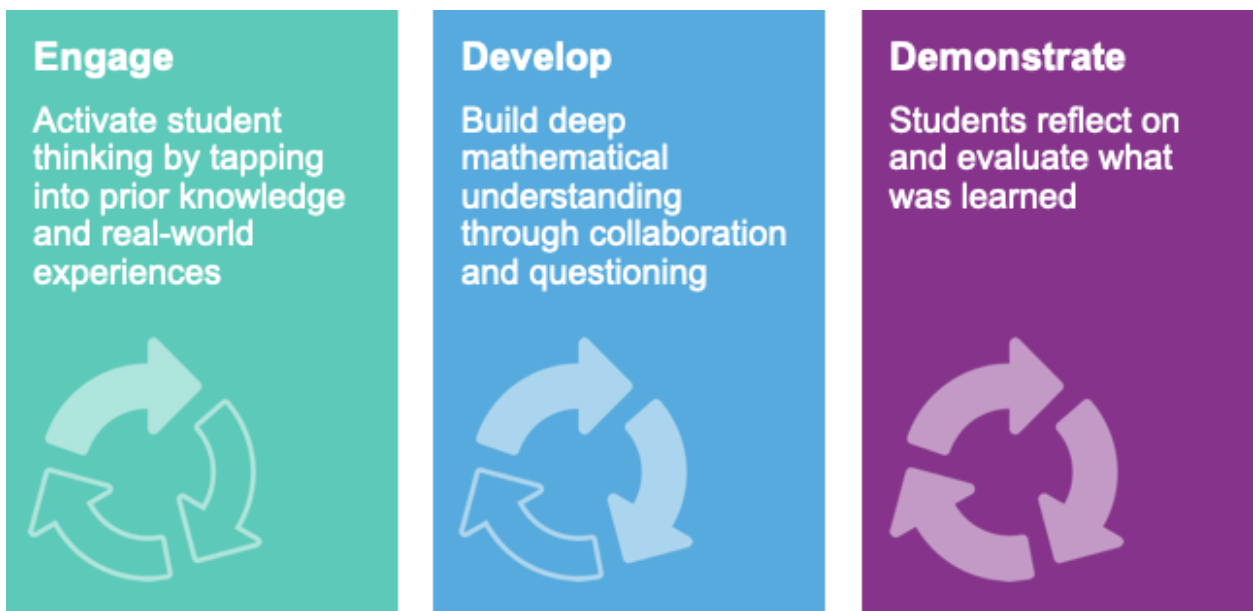 Engage
Activate student
thinking by tapping
into prior knowledge
and real-world
experiences
Develop
Build deep
mathematical
understanding
through collaboration
and questioning
Demonstrate
Students reflect on
and evaluate what
was learned